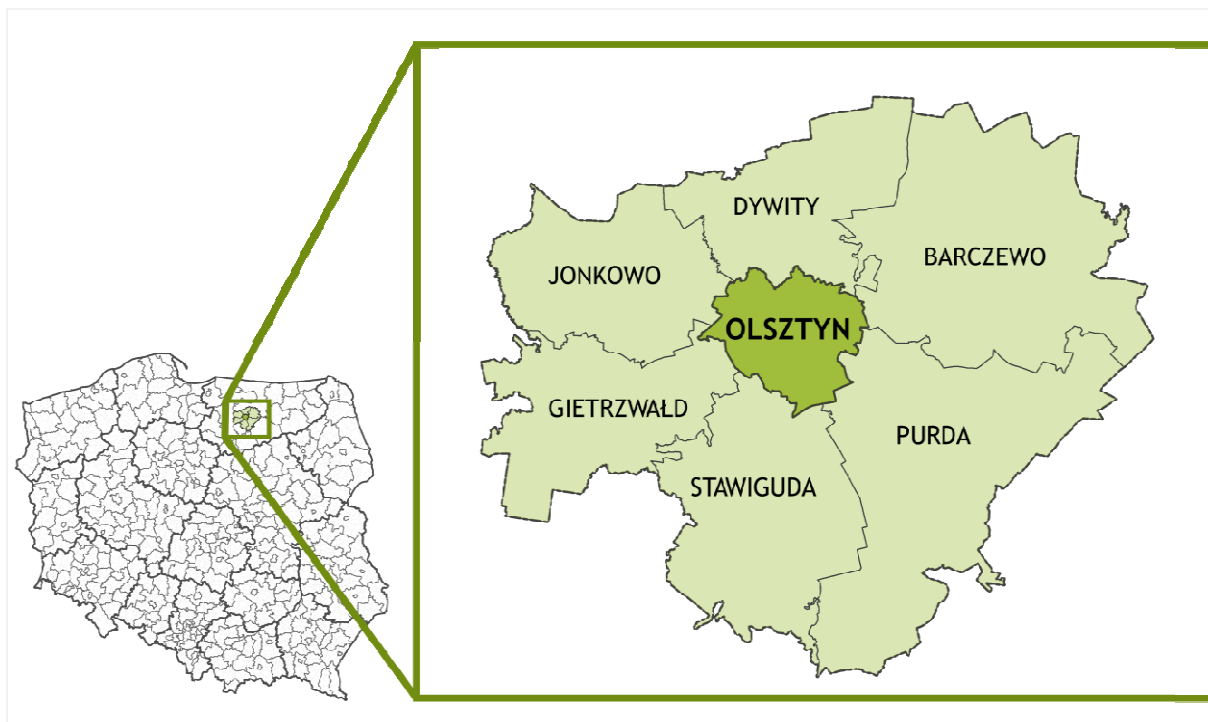 DYWITY
BARCZEWO
JONKOWO
OLSZTYN
GIETRZWAŁD
PURDA
STAWIGUDA